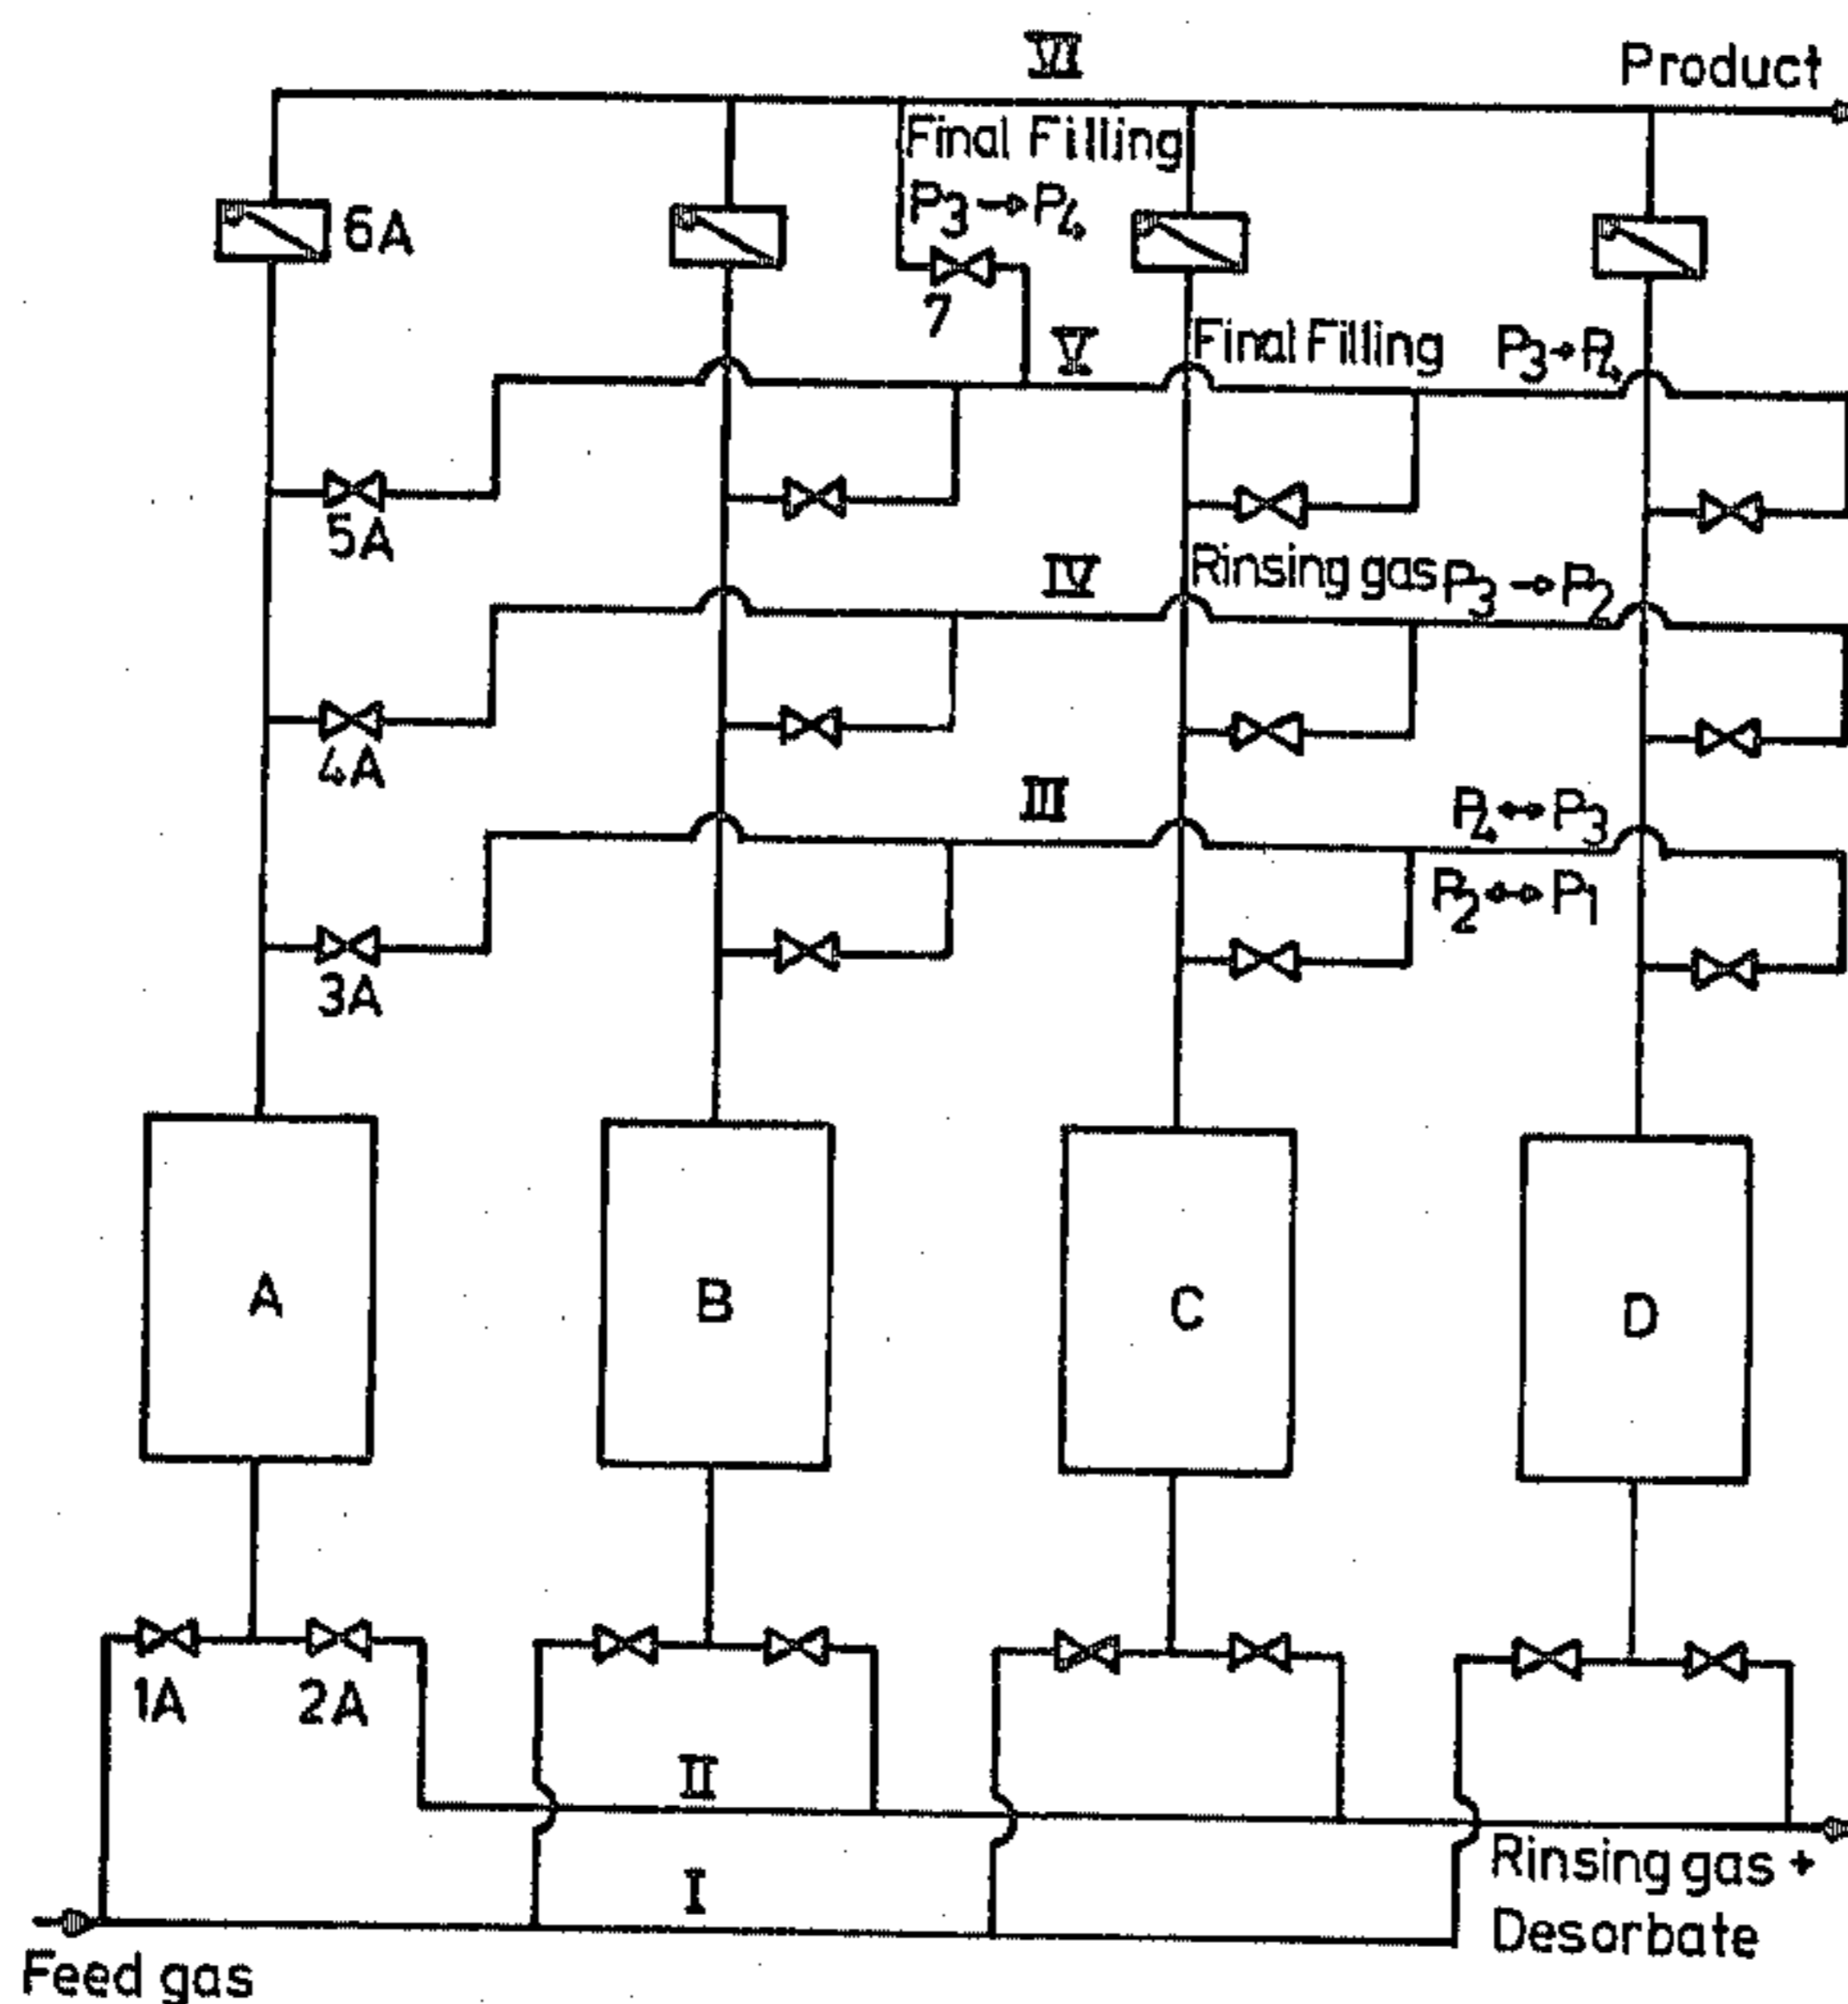 VI
Product
Final Filling
P3→P4
6A
7
V
Final Filling P3→P4
5A
IV
Rinsing gas P3→P2
4A
III
P4↔P3
P2↔P1
3A
A
B
C
D
1A
2A
II
I
Rinsing gas +
Desorbate
Feed gas